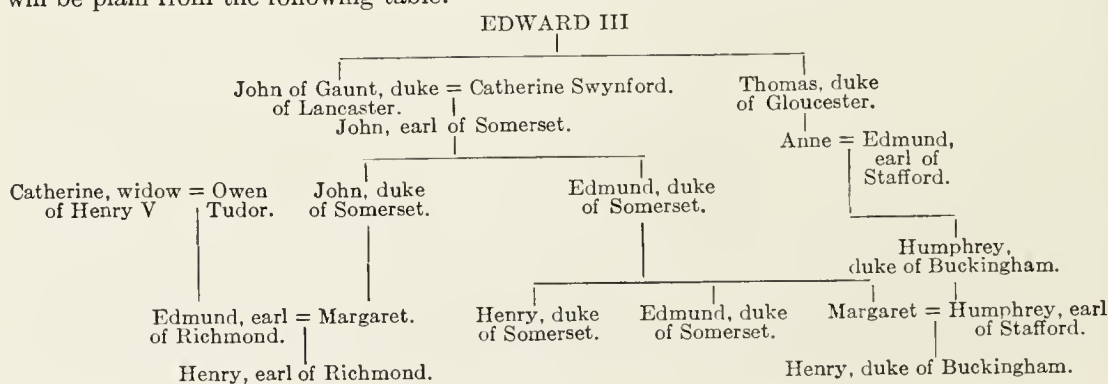 will be plain from the following table.
EDWARD III
John of Gaunt, duke = Catherine Swynford.
of Lancaster.
Thomas, duke
of Gloucester.
John, earl of Somerset.
Anne = Edmund,
earl of
Stafford.
Catherine, widow = Owen
of Henry V Tudor.
John, duke
of Somerset.
Edmund, duke
of Somerset.
Humphrey,
duke of Buckingham.
Edmund, earl = Margaret.
of Richmond.
Henry, duke
of Somerset.
Edmund, duke
of Somerset.
Margaret = Humphrey, earl
of Stafford.
Henry, earl of Richmond.
Henry, duke of Buckingham.